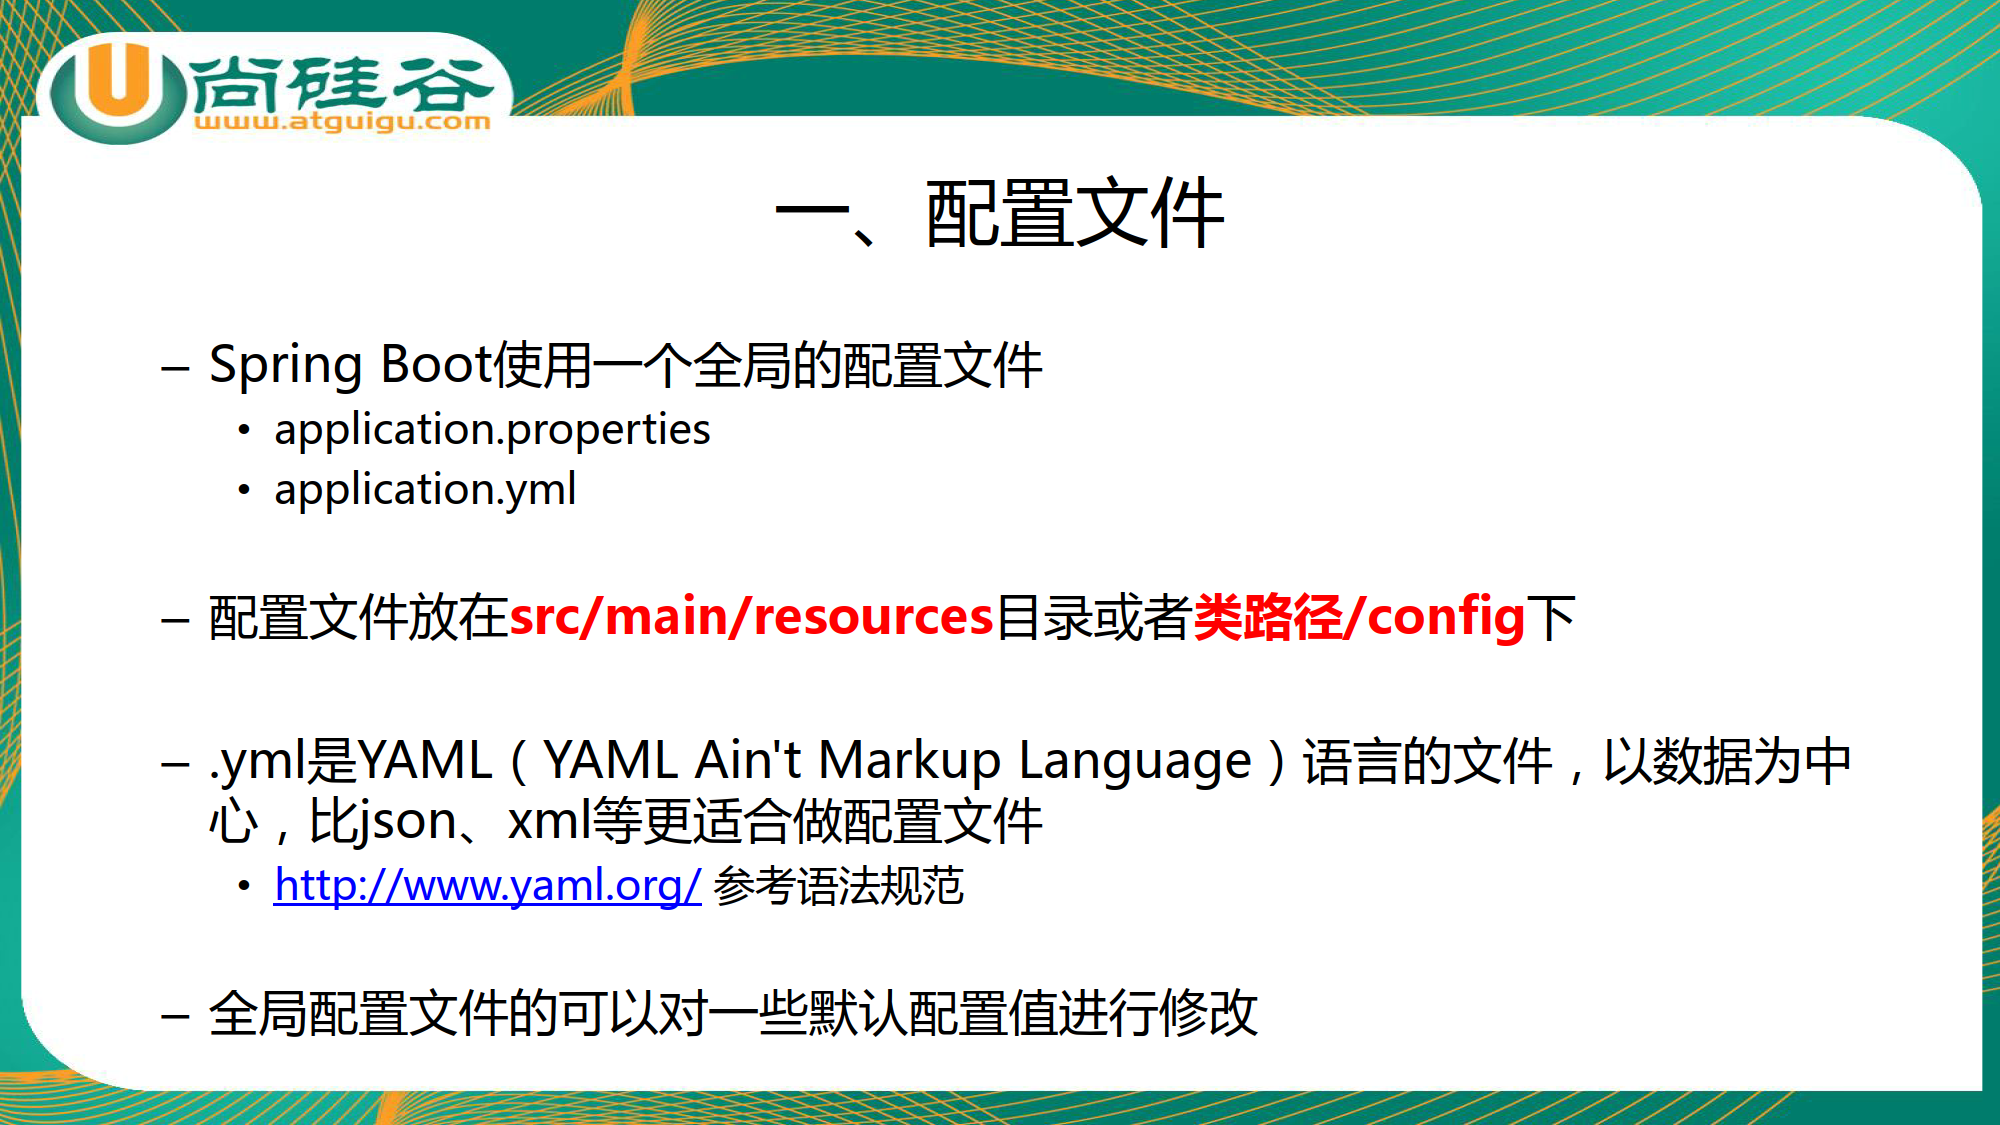 尚硅谷
www.atguigu.com
一、配置文件
– Spring Boot使用一个全局的配置文件
• application.properties
• application.yml
– 配置文件放在src/main/resources目录或者类路径/config下
– .yml是YAML（YAML Ain't Markup Language）语言的文件，以数据为中
心，比json、xml等更适合做配置文件
• http://www.yaml.org/ 参考语法规范
– 全局配置文件的可以对一些默认配置值进行修改